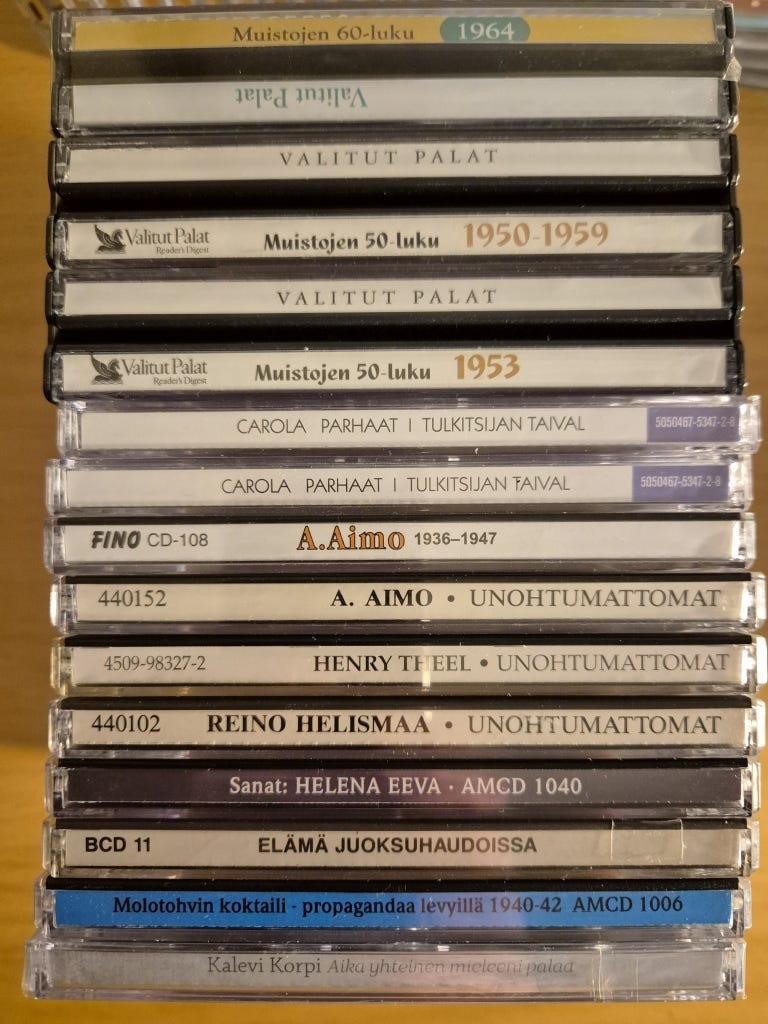 Muistojen 60-luku 1964
Valitut Palat
VALITUT PALAT
Valitut Palat Reader's Digest Muistojen 50-luku 1950-1959
VALITUT PALAT
Valitut Palat Reader's Digest Muistojen 50-luku 1953
CAROLA PARHAAT I TULKITSIJAN TAIVAL 5050467-5347-2-8
CAROLA PARHAAT I TULKITSIJAN TAIVAL 5050467-5347-2-8
FINO CD-108 A.Aimo 1936–1947
440152 A. AIMO • UNOHTUMATTOMAT
4509-98327-2 HENRY THEEL • UNOHTUMATTOMAT
440102 REINO HELISMAA • UNOHTUMATTOMAT
Sanat: HELENA EEVA · AMCD 1040
BCD 11 ELÄMÄ JUOKSUHAUDOISSA
Molotohvin koktaili - propagandaa levyillä 1940-42 AMCD 1006
Kalevi Korpi Aika yhteinen mieleeni palaa